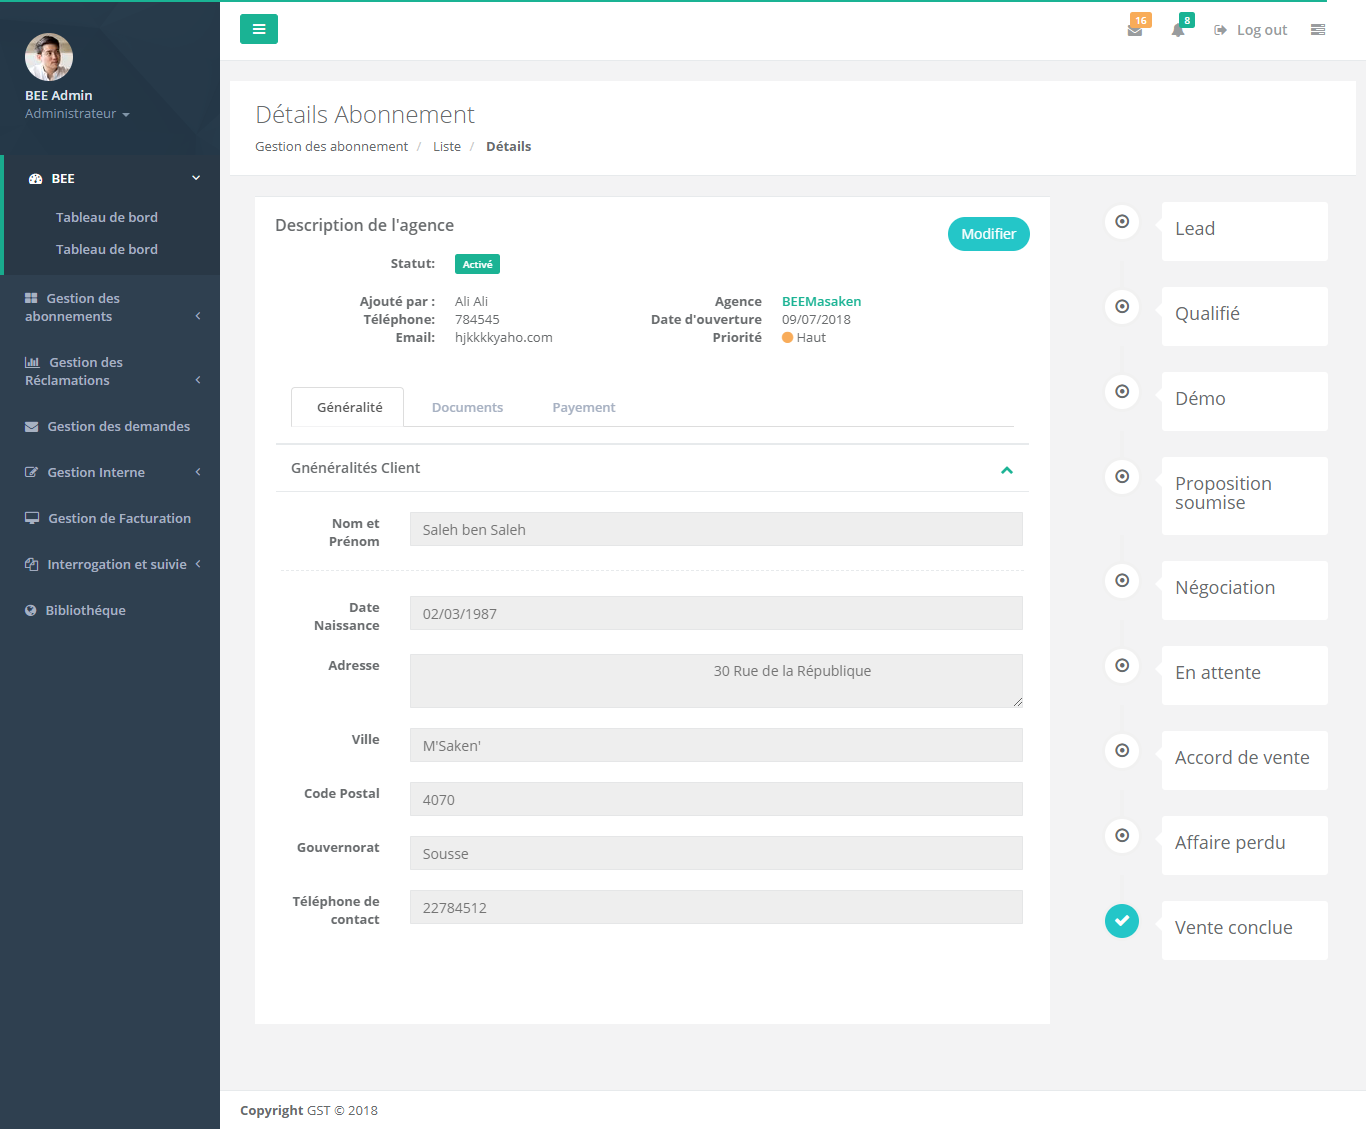 BEE Admin
Administrateur
BEE
Tableau de bord
Tableau de bord
Gestion des
abonnements
Gestion des
Réclamations
Gestion des demandes
Gestion Interne
Gestion de Facturation
Interrogation et suivie
Bibliothéque
16
8
Log out
Détails Abonnement
Gestion des abonnement / Liste / Détails
Description de l'agence
Modifier
Statut: Activé
Ajouté par : Ali Ali
Téléphone: 784545
Email: hjkkkkyaho.com
Agence BEEMasaken
Date d'ouverture 09/07/2018
Priorité Haut
Généralité Documents Payement
Gnénéralités Client
Nom et
Prénom
Saleh ben Saleh
Date
Naissance
02/03/1987
Adresse
30 Rue de la République
Ville
M'Saken'
Code Postal
4070
Gouvernorat
Sousse
Téléphone de
contact
22784512
Lead
Qualifié
Démo
Proposition
soumise
Négociation
En attente
Accord de vente
Affaire perdu
Vente conclue
Copyright GST © 2018